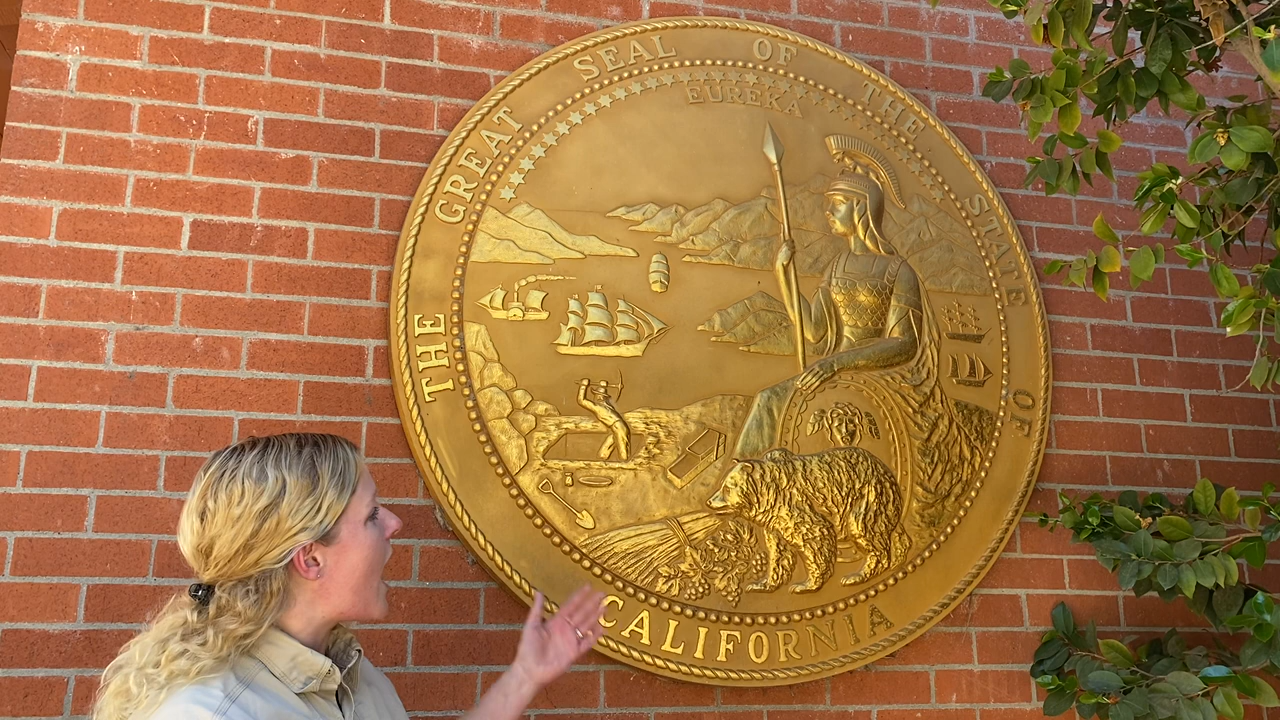 THE GREAT SEAL OF THE STATE OF CALIFORNIA
EUREKA